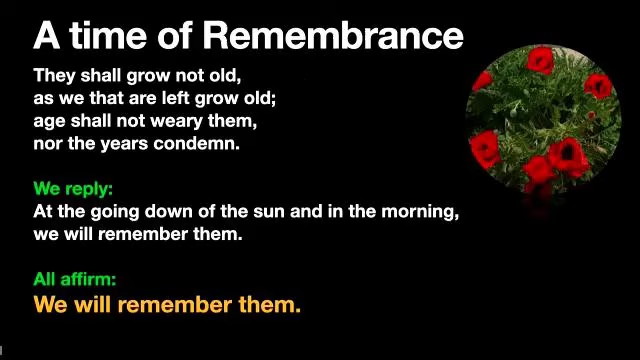 A time of Remembrance
They shall grow not old,
as we that are left grow old;
age shall not weary them,
nor the years condemn.
We reply:
At the going down of the sun and in the morning,
we will remember them.
All affirm:
We will remember them.